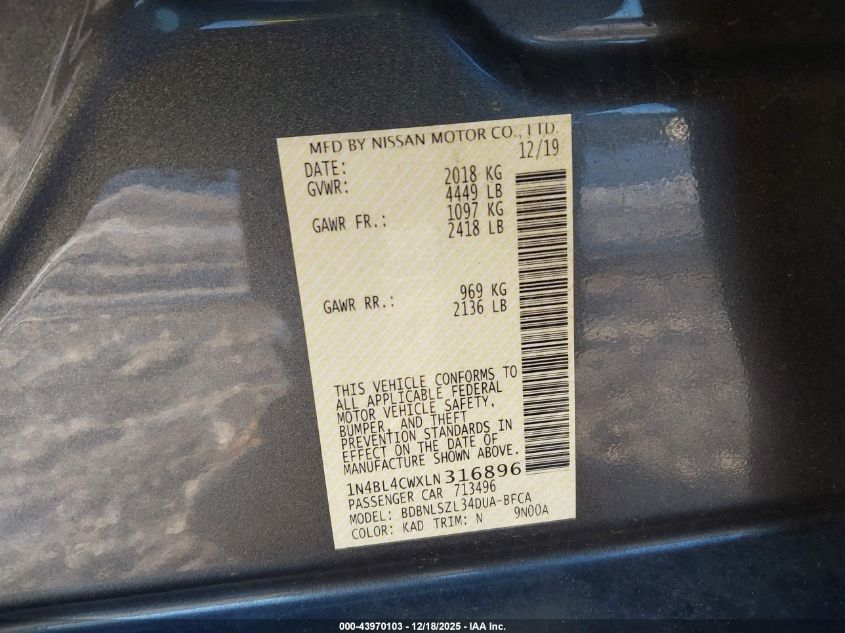 MFD BY NISSAN MOTOR CO., LTD.
DATE: 12/19
GVWR: 2018 KG
4449 LB
GAWR FR.: 1097 KG
2418 LB
GAWR RR.: 969 KG
2136 LB
THIS VEHICLE CONFORMS TO
ALL APPLICABLE FEDERAL
MOTOR VEHICLE SAFETY,
BUMPER, AND THEFT
PREVENTION STANDARDS IN
EFFECT ON THE DATE OF
MANUFACTURE SHOWN ABOVE.
1N4BL4CWXLN316896
PASSENGER CAR 713496
MODEL: BDBNLSZL34DUA-BFCA
COLOR: KAD TRIM: N 9N00A
000-43970103 - 12/18/2025 - IAA Inc.